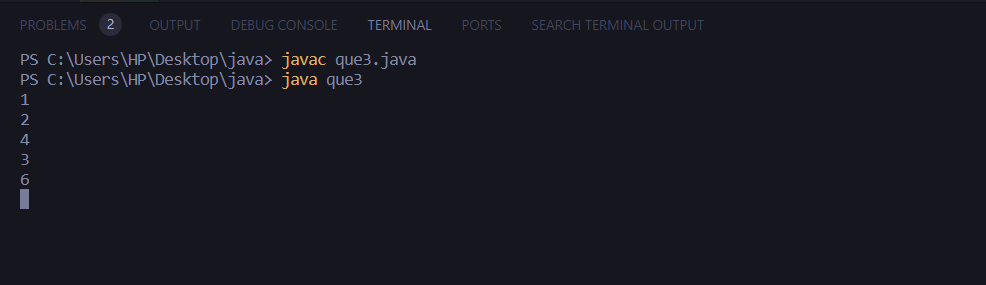 PROBLEMS 2 OUTPUT DEBUG CONSOLE TERMINAL PORTS SEARCH TERMINAL OUTPUT
PS C:\Users\HP\Desktop\java> javac que3.java
PS C:\Users\HP\Desktop\java> java que3
1
2
4
3
6